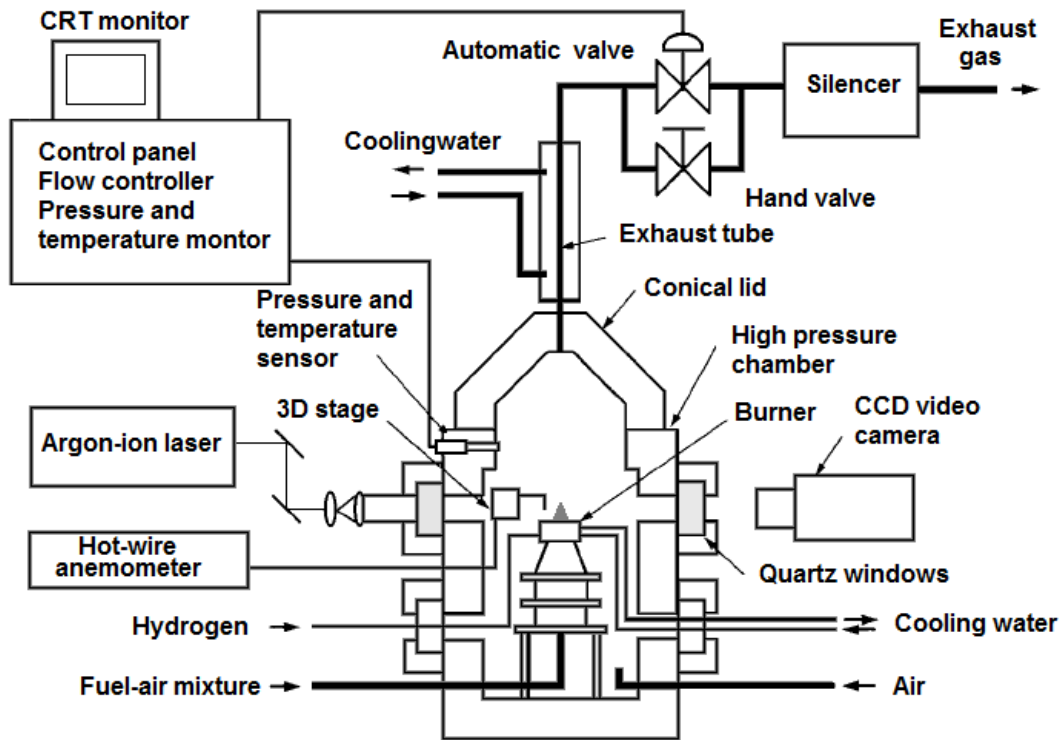 CRT monitor
Control panel
Flow controller
Pressure and
temperature montor
Automatic valve
Exhaust
gas
Silencer
Coolingwater
Hand valve
Exhaust tube
Conical lid
Pressure and
temperature
sensor
High pressure
chamber
3D stage
Burner
CCD video
camera
Argon-ion laser
Hot-wire
anemometer
Quartz windows
Hydrogen
Cooling water
Fuel-air mixture
Air